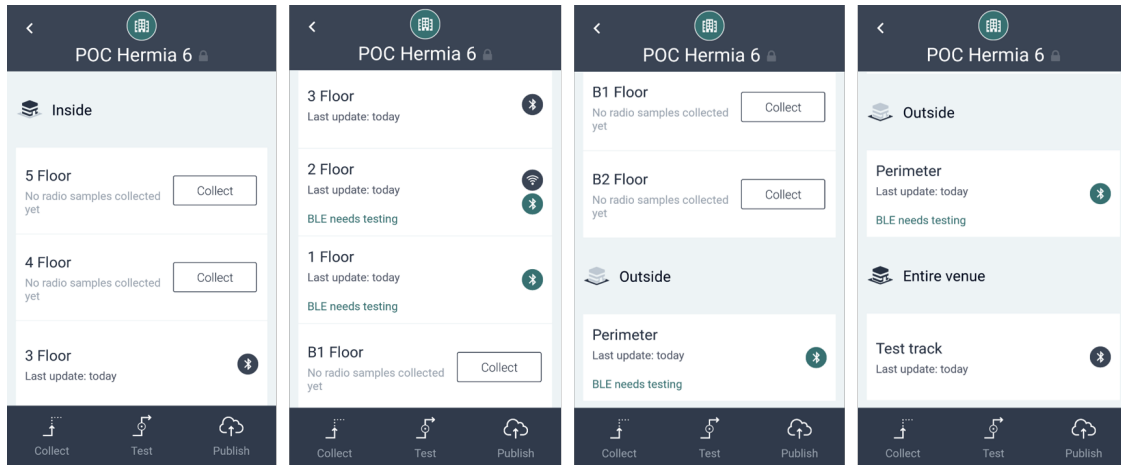 POC Hermia 6
Inside
5 Floor
No radio samples collected
yet
Collect
4 Floor
No radio samples collected
yet
Collect
3 Floor
Last update: today
Collect
Test
Publish
POC Hermia 6
3 Floor
Last update: today
2 Floor
Last update: today
BLE needs testing
1 Floor
Last update: today
BLE needs testing
B1 Floor
No radio samples collected
yet
Collect
Collect
Test
Publish
POC Hermia 6
B1 Floor
No radio samples collected
yet
Collect
B2 Floor
No radio samples collected
yet
Collect
Outside
Perimeter
Last update: today
BLE needs testing
Collect
Test
Publish
POC Hermia 6
Outside
Perimeter
Last update: today
BLE needs testing
Entire venue
Test track
Last update: today
Collect
Test
Publish